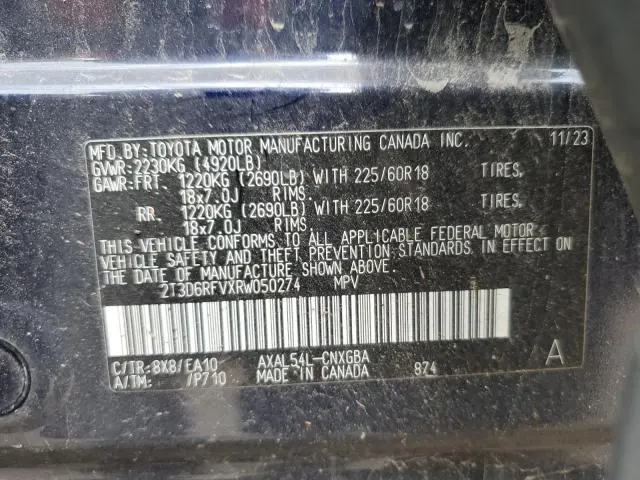 MFD. BY: TOYOTA MOTOR MANUFACTURING CANADA INC. 11/23
GVWR: 2230KG (4920LB)
GAWR: FRT. 1220KG (2690LB) WITH 225/60R18 TIRES,
18x7.0J RIMS
RR. 1220KG (2690LB) WITH 225/60R18 TIRES,
18x7.0J RIMS
THIS VEHICLE CONFORMS TO ALL APPLICABLE FEDERAL MOTOR
VEHICLE SAFETY AND THEFT PREVENTION STANDARDS IN EFFECT ON
THE DATE OF MANUFACTURE SHOWN ABOVE.
2T3D6RFVXRW050274 MPV
C/TR: 8X8/EA10 AXAL54L-CNXGBA A
A/TM: /P710 MADE IN CANADA 874